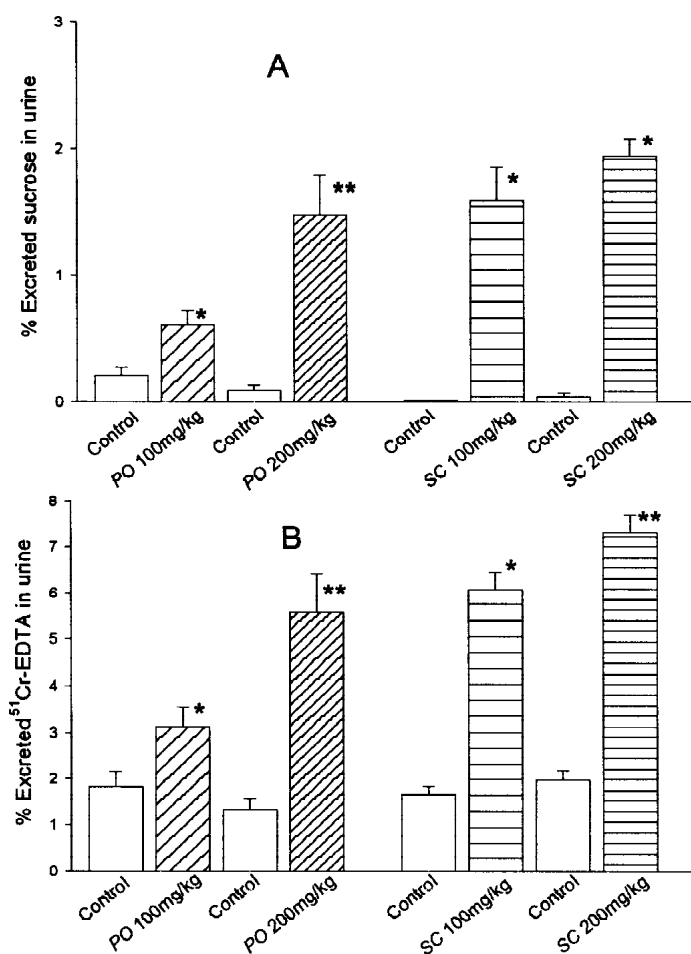 3
A
% Excreted sucrose in urine
2
**
*
*
1
*
0
Control
PO 100mg/kg
Control
PO 200mg/kg
Control
SC 100mg/kg
Control
SC 200mg/kg
8
B
% Excreted ⁵¹Cr-EDTA in urine
**
7
*
6
**
5
4
*
3
2
1
0
Control
PO 100mg/kg
Control
PO 200mg/kg
Control
SC 100mg/kg
Control
SC 200mg/kg